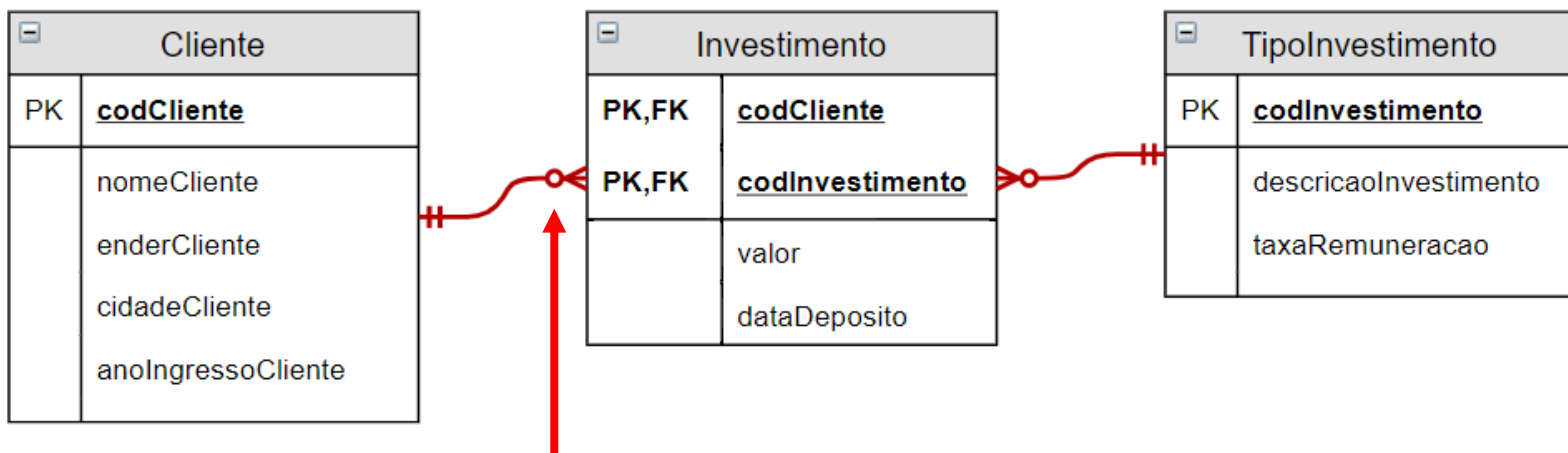 Cliente
PK codCliente
nomeCliente
enderCliente
cidadeCliente
anoIngressoCliente
Investimento
PK,FK codCliente
PK,FK codInvestimento
valor
dataDeposito
TipoInvestimento
PK codInvestimento
descricaoInvestimento
taxaRemuneracao